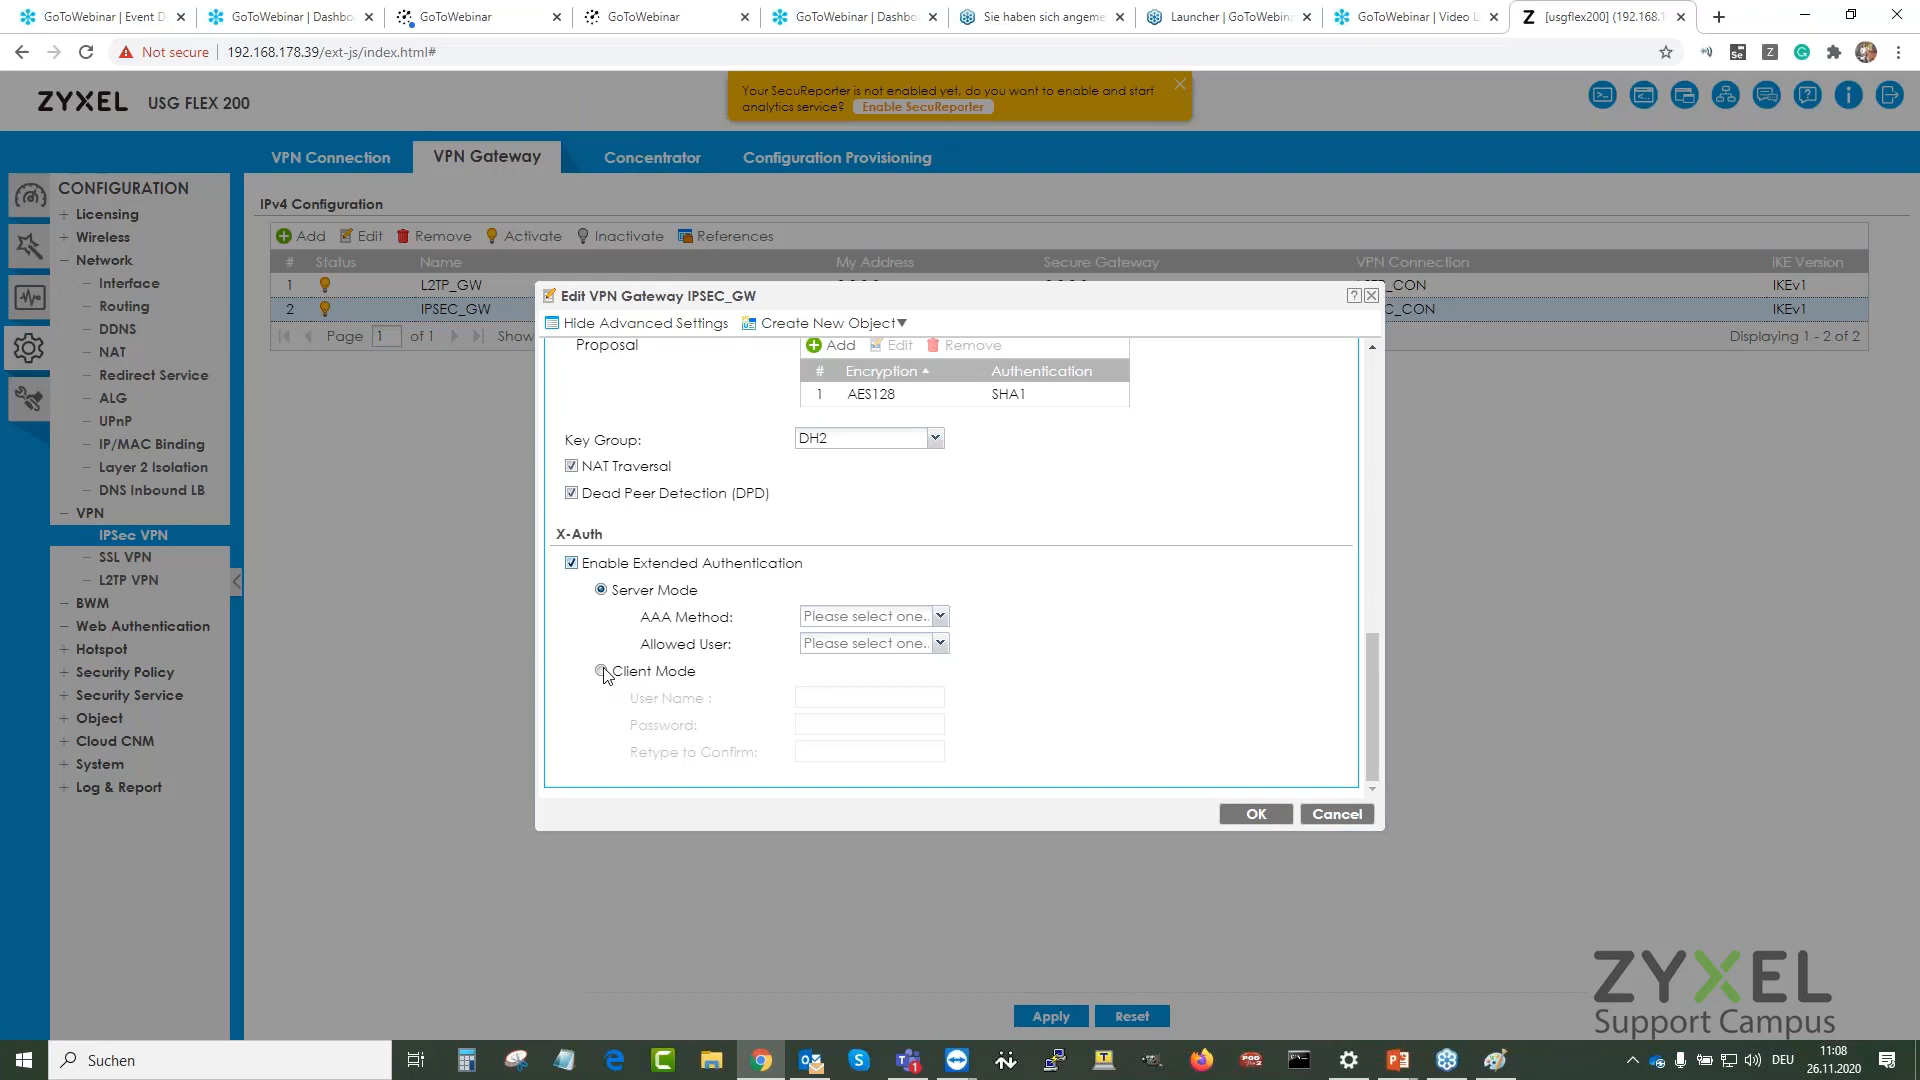 GoToWebinar | Event D
GoToWebinar | Dashbo
GoToWebinar
GoToWebinar
GoToWebinar | Dashbo
Sie haben sich angeme
Launcher | GoToWebin
GoToWebinar | Video L
[usgflex200] (192.168.
Not secure
192.168.178.39/ext-js/index.html#
ZYXEL USG FLEX 200
Your SecuReporter is not enabled yet, do you want to enable and start
analytics service? Enable SecuReporter
VPN Connection
VPN Gateway
Concentrator
Configuration Provisioning
CONFIGURATION
Licensing
Wireless
Network
Interface
Routing
DDNS
NAT
Redirect Service
ALG
UPnP
IP/MAC Binding
Layer 2 Isolation
DNS Inbound LB
VPN
IPSec VPN
SSL VPN
L2TP VPN
BWM
Web Authentication
Hotspot
Security Policy
Security Service
Object
Cloud CNM
System
Log & Report
IPv4 Configuration
Add Edit Remove Activate Inactivate References
# Status Name My Address Secure Gateway VPN Connection IKE Version
1 L2TP_GW _CON IKEv1
2 IPSEC_GW C_CON IKEv1
Page 1 of 1 Show
Displaying 1 - 2 of 2
Edit VPN Gateway IPSEC_GW
Hide Advanced Settings Create New Object
Proposal Add Edit Remove
# Encryption Authentication
1 AES128 SHA1
Key Group: DH2
NAT Traversal
Dead Peer Detection (DPD)
X-Auth
Enable Extended Authentication
Server Mode
AAA Method: Please select one..
Allowed User: Please select one..
Client Mode
User Name :
Password:
Retype to Confirm:
OK Cancel
Apply Reset
ZYXEL
Support Campus
Suchen
DEU
11:08
26.11.2020